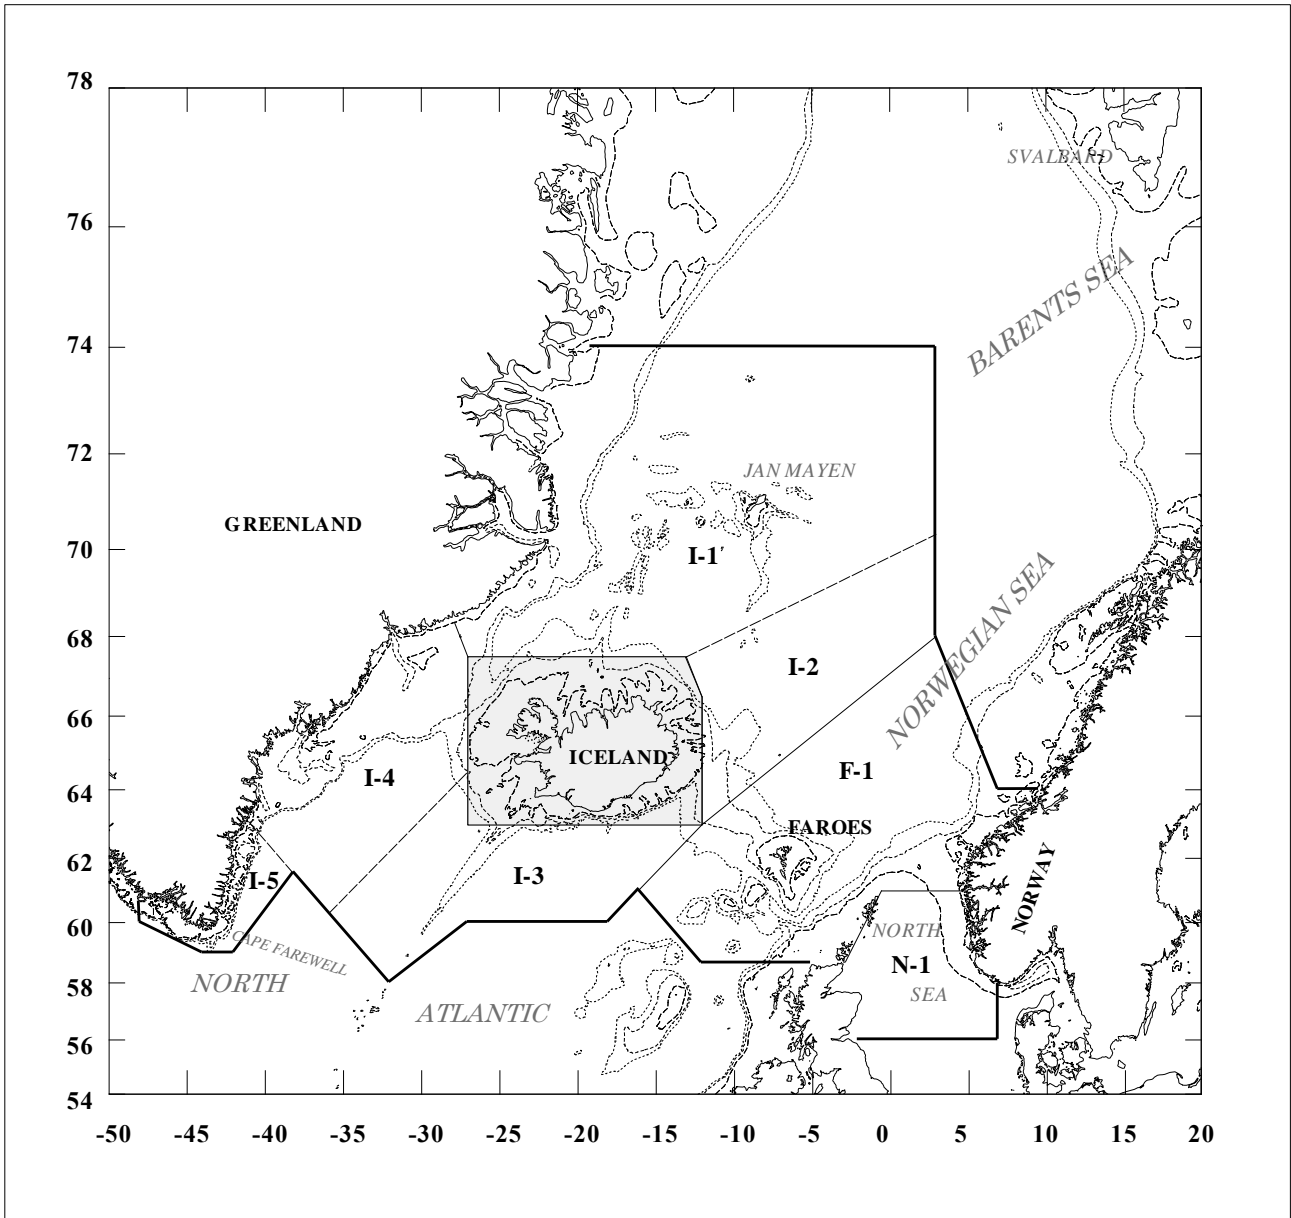 78
SVALBARD
76
BARENTS SEA
74
72
JAN MAYEN
GREENLAND
70
I-1'
NORWEGIAN SEA
68
I-2
66
ICELAND
I-4
F-1
64
FAROES
62
I-5
I-3
NORWAY
60
CAPE FAREWELL
NORTH
N-1
NORTH
SEA
58
ATLANTIC
56
54
-50 -45 -40 -35 -30 -25 -20 -15 -10 -5 0 5 10 15 20